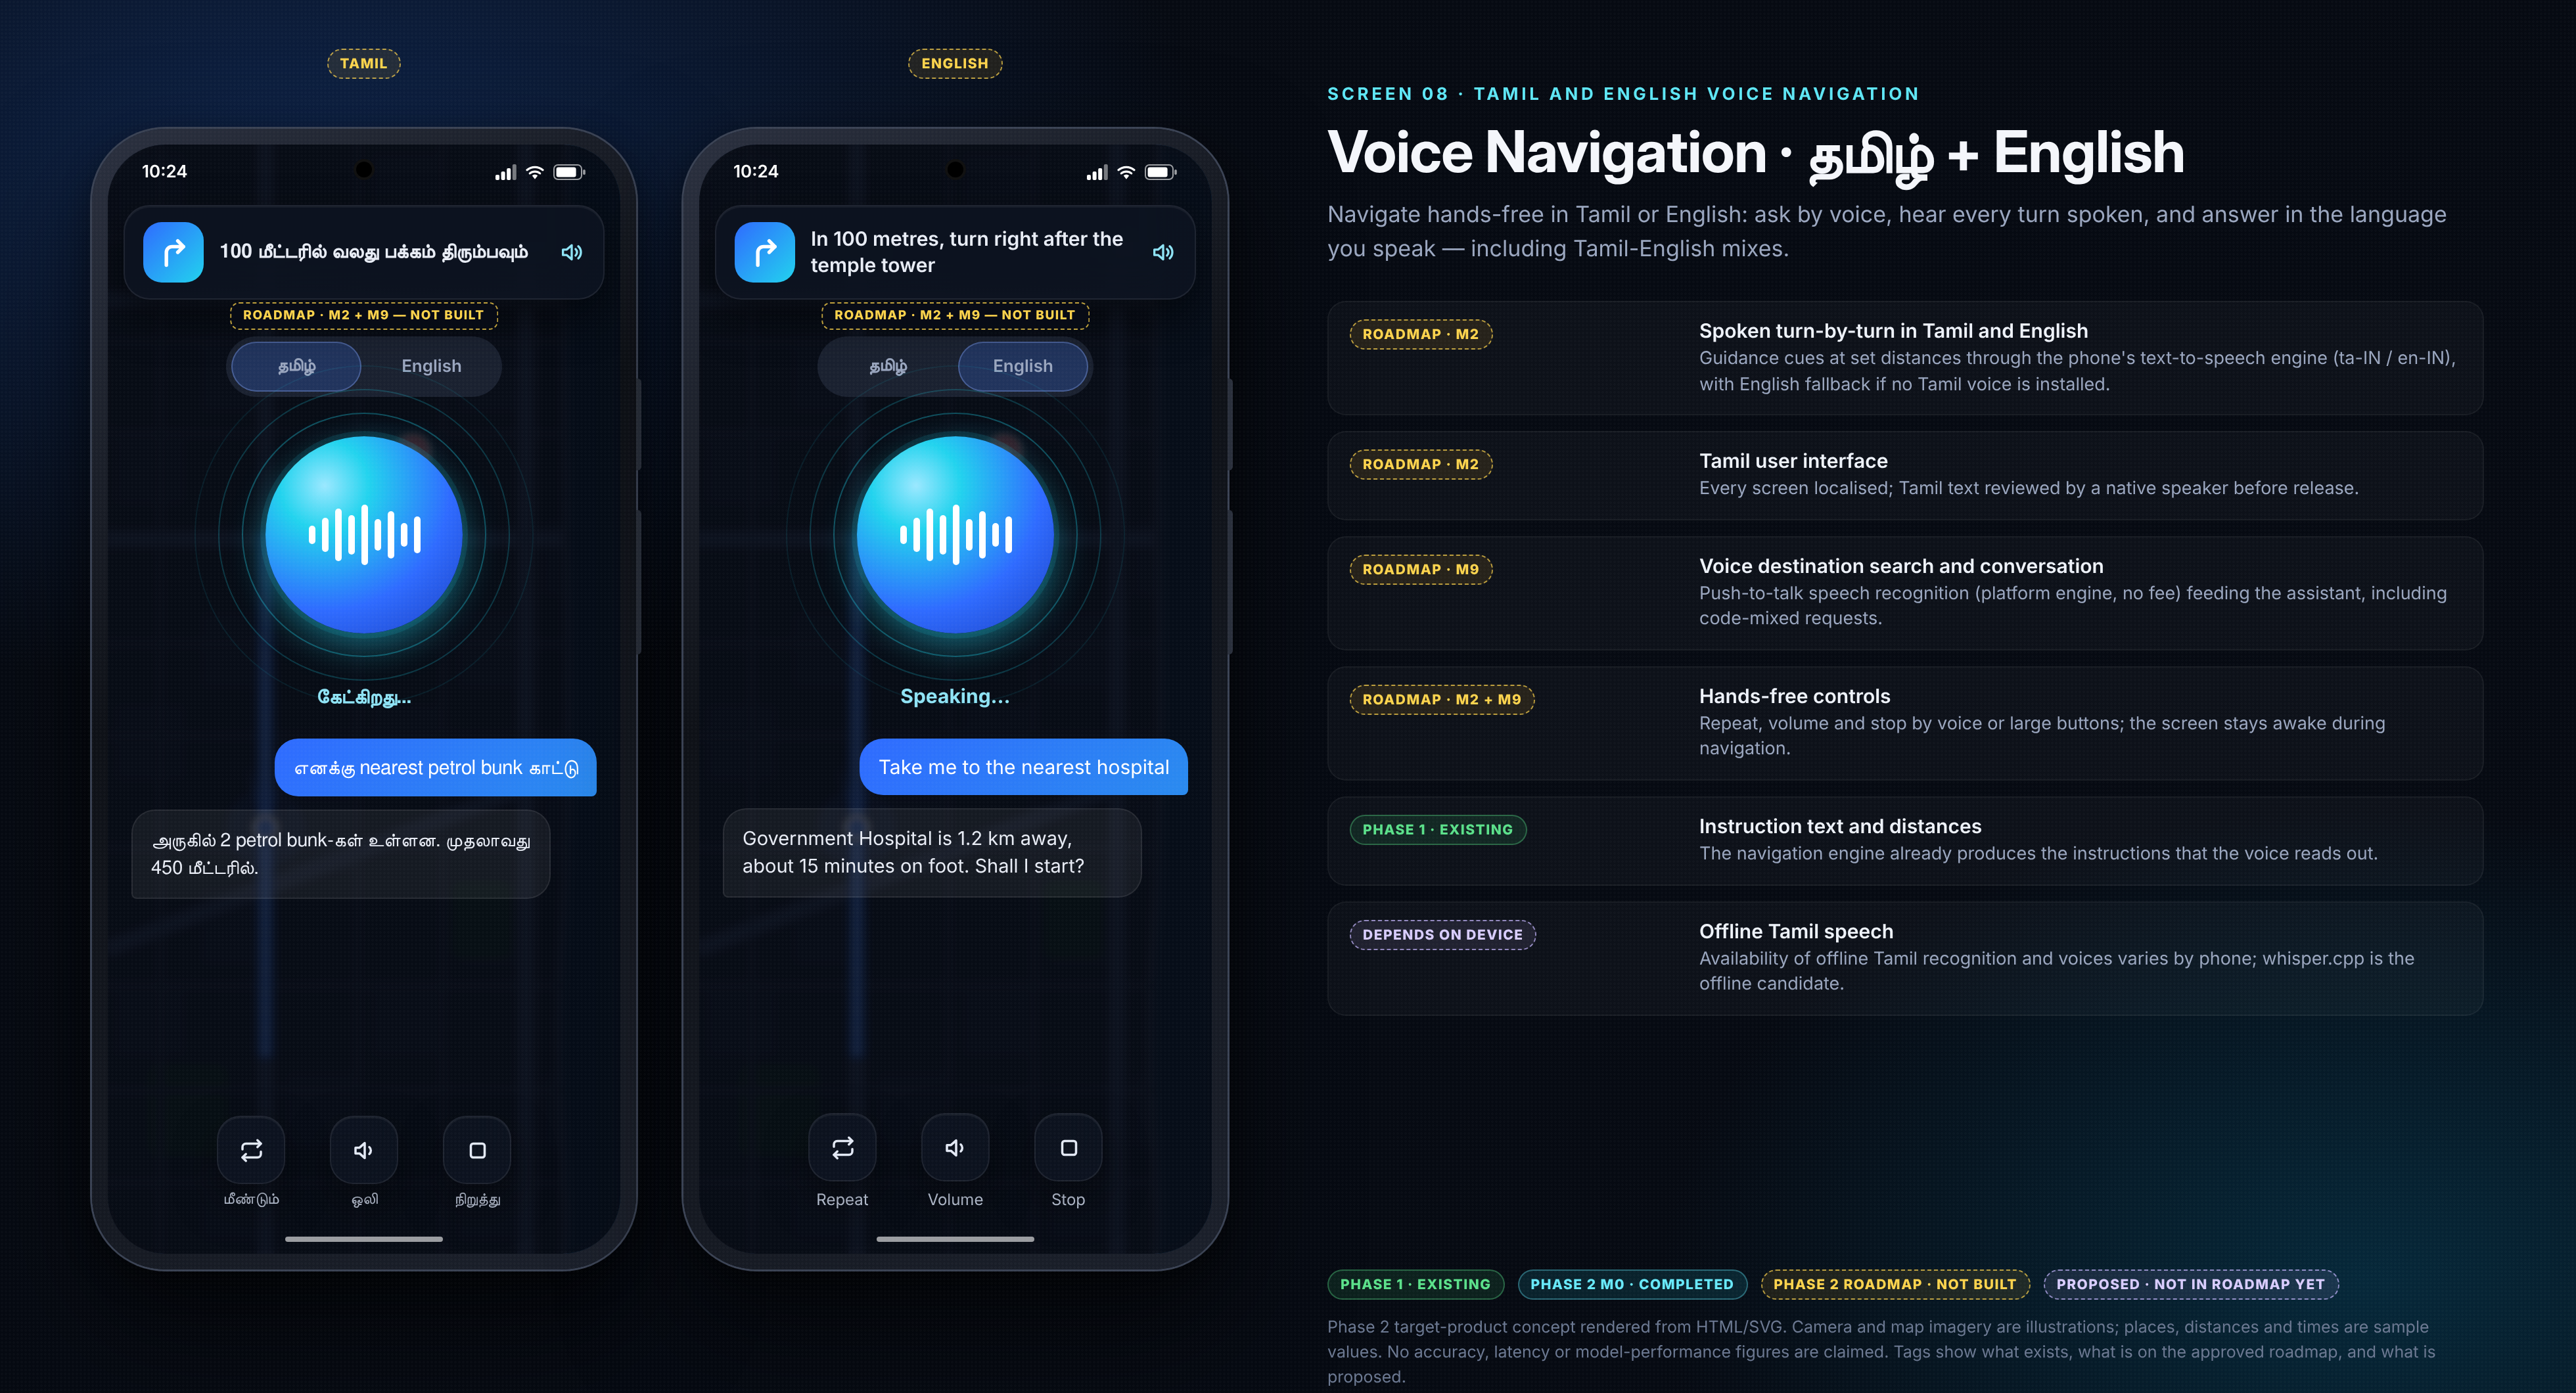 TAMIL
10:24
100 மீட்டரில் வலது பக்கம் திரும்பவும்
ROADMAP · M2 + M9 — NOT BUILT
தமிழ் English
கேட்கிறது...
எனக்கு nearest petrol bunk காட்டு
அருகில் 2 petrol bunk-கள் உள்ளன. முதலாவது
450 மீட்டரில்.
மீண்டும் ஒலி நிறுத்து
ENGLISH
10:24
In 100 metres, turn right after the
temple tower
ROADMAP · M2 + M9 — NOT BUILT
தமிழ் English
Speaking...
Take me to the nearest hospital
Government Hospital is 1.2 km away,
about 15 minutes on foot. Shall I start?
Repeat Volume Stop
SCREEN 08 · TAMIL AND ENGLISH VOICE NAVIGATION
Voice Navigation · தமிழ் + English
Navigate hands-free in Tamil or English: ask by voice, hear every turn spoken, and answer in the language
you speak — including Tamil-English mixes.
ROADMAP · M2
Spoken turn-by-turn in Tamil and English
Guidance cues at set distances through the phone's text-to-speech engine (ta-IN / en-IN),
with English fallback if no Tamil voice is installed.
ROADMAP · M2
Tamil user interface
Every screen localised; Tamil text reviewed by a native speaker before release.
ROADMAP · M9
Voice destination search and conversation
Push-to-talk speech recognition (platform engine, no fee) feeding the assistant, including
code-mixed requests.
ROADMAP · M2 + M9
Hands-free controls
Repeat, volume and stop by voice or large buttons; the screen stays awake during
navigation.
PHASE 1 · EXISTING
Instruction text and distances
The navigation engine already produces the instructions that the voice reads out.
DEPENDS ON DEVICE
Offline Tamil speech
Availability of offline Tamil recognition and voices varies by phone; whisper.cpp is the
offline candidate.
PHASE 1 · EXISTING PHASE 2 M0 · COMPLETED PHASE 2 ROADMAP · NOT BUILT PROPOSED · NOT IN ROADMAP YET
Phase 2 target-product concept rendered from HTML/SVG. Camera and map imagery are illustrations; places, distances and times are sample
values. No accuracy, latency or model-performance figures are claimed. Tags show what exists, what is on the approved roadmap, and what is
proposed.